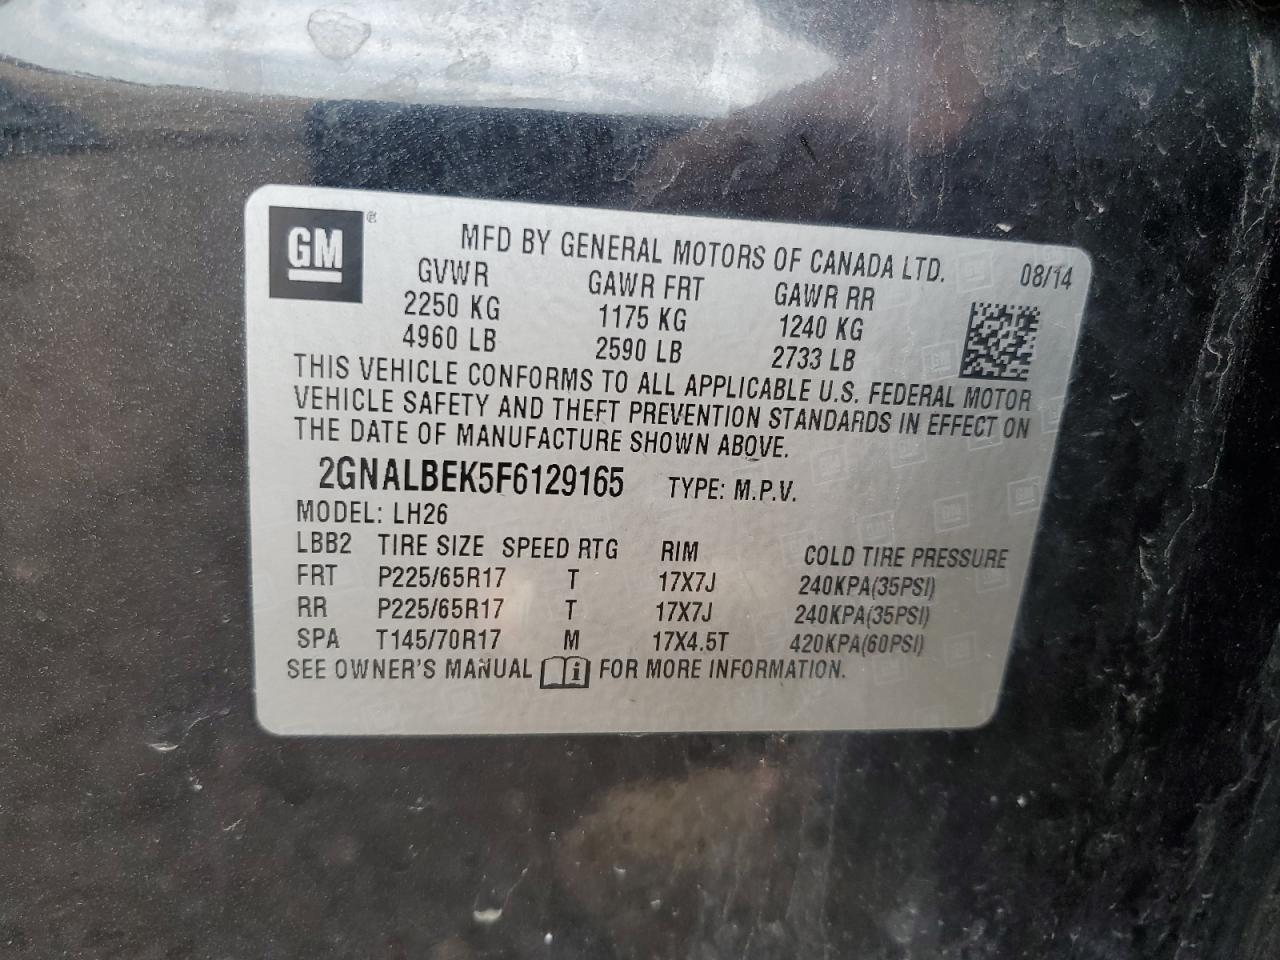 GM ®
MFD BY GENERAL MOTORS OF CANADA LTD. 08/14
GVWR GAWR FRT GAWR RR
2250 KG 1175 KG 1240 KG
4960 LB 2590 LB 2733 LB
THIS VEHICLE CONFORMS TO ALL APPLICABLE U.S. FEDERAL MOTOR
VEHICLE SAFETY AND THEFT PREVENTION STANDARDS IN EFFECT ON
THE DATE OF MANUFACTURE SHOWN ABOVE.
2GNALBEK5F6129165 TYPE: M.P.V.
MODEL: LH26
LBB2 TIRE SIZE SPEED RTG RIM COLD TIRE PRESSURE
FRT P225/65R17 T 17X7J 240KPA(35PSI)
RR P225/65R17 T 17X7J 240KPA(35PSI)
SPA T145/70R17 M 17X4.5T 420KPA(60PSI)
SEE OWNER'S MANUAL i FOR MORE INFORMATION.